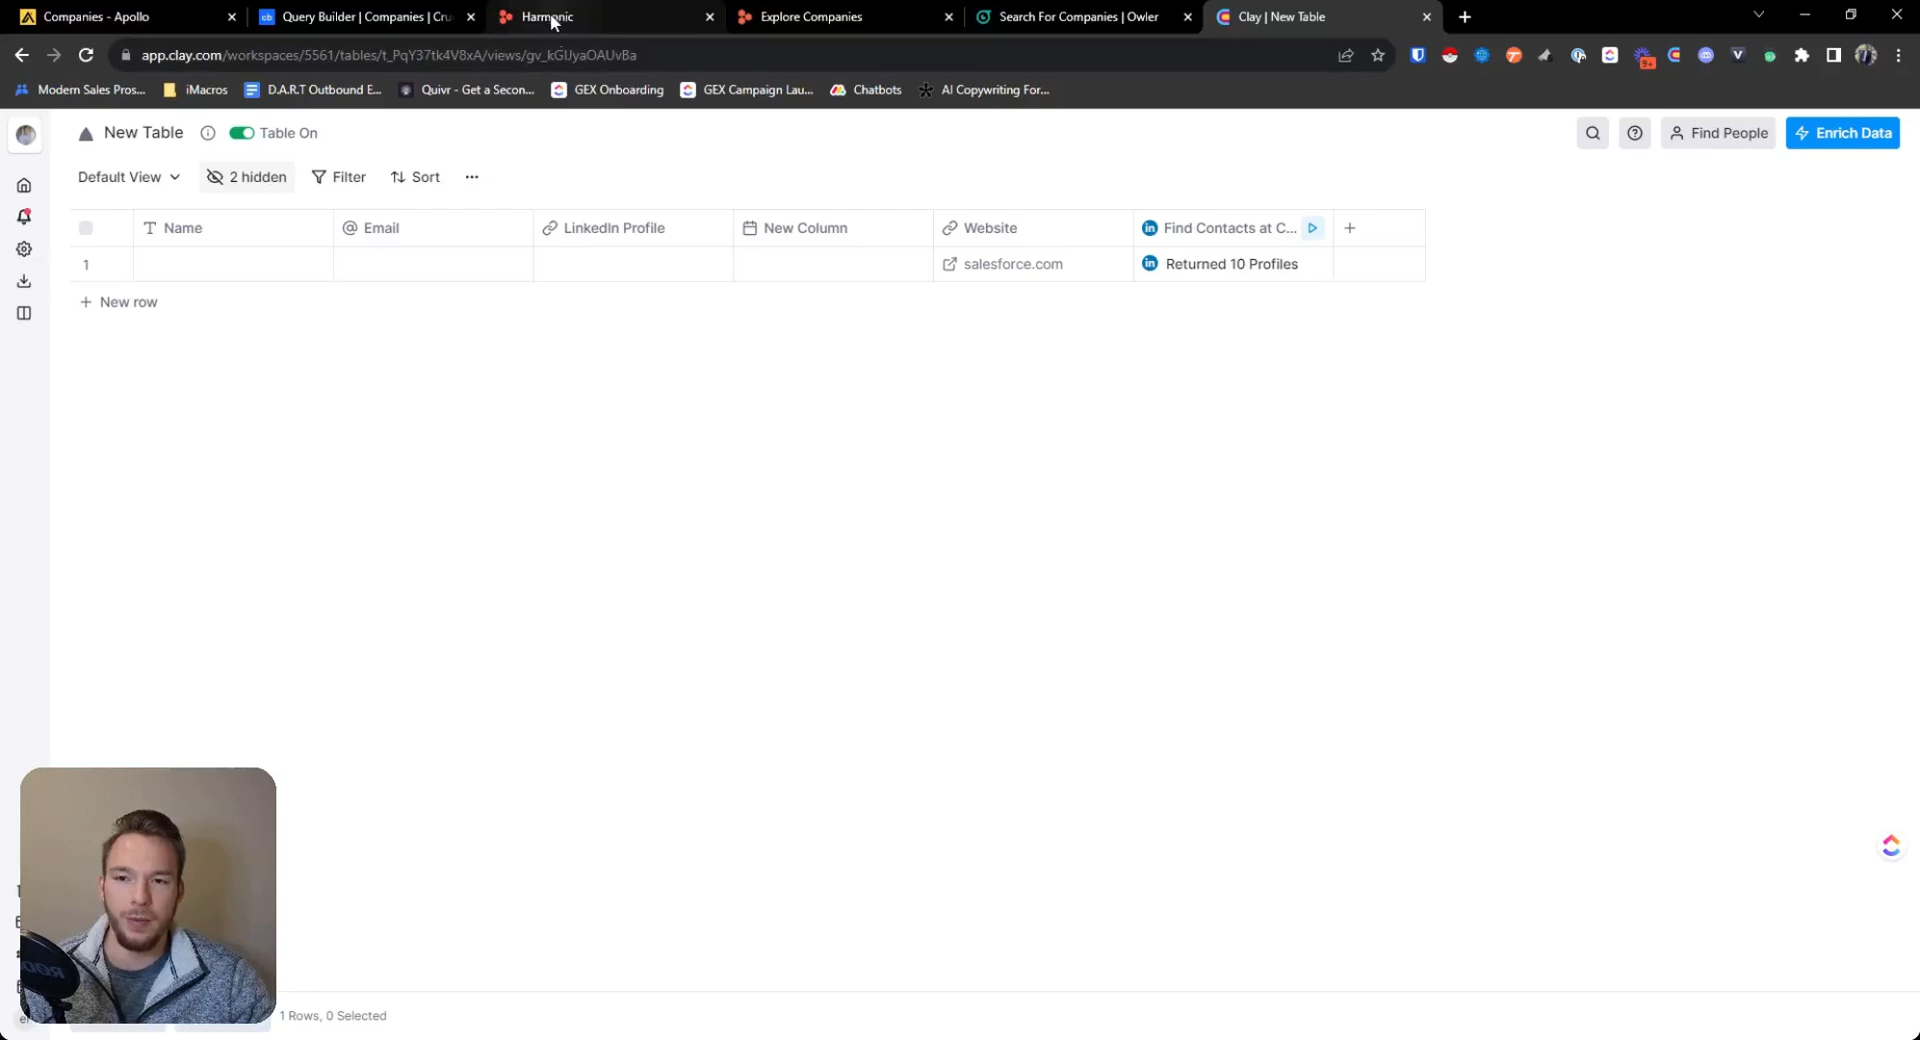 Companies - Apollo
Query Builder | Companies | Cru
Harmonic
Explore Companies
Search For Companies | Owler
Clay | New Table
app.clay.com/workspaces/5561/tables/t_PqY37tk4V8xA/views/gv_kGIJyaOAUvBa
9+
Modern Sales Pros...
iMacros
D.A.R.T Outbound E...
Quivr - Get a Secon...
GEX Onboarding
GEX Campaign Lau...
Chatbots
AI Copywriting For...
New Table
Table On
Find People
Enrich Data
Default View
2 hidden
Filter
Sort
Name
Email
LinkedIn Profile
New Column
Website
Find Contacts at C...
1
salesforce.com
Returned 10 Profiles
+ New row
RODE
1 Rows, 0 Selected